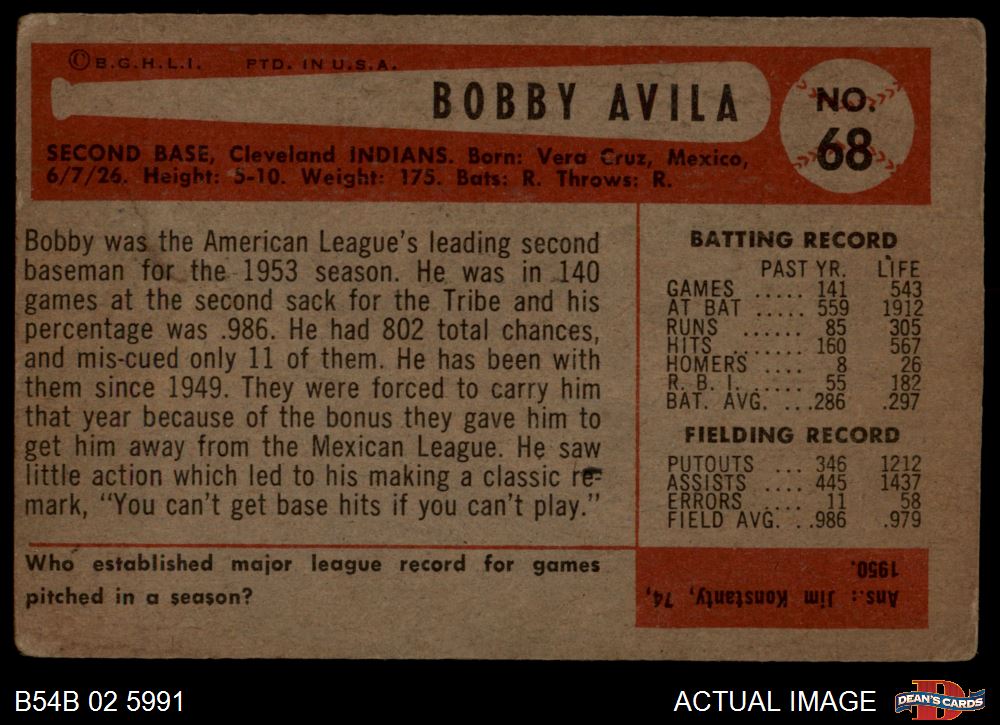 ©B.G.H.L.I. PTD. IN U.S.A.
BOBBY AVILA
NO.
68
SECOND BASE, Cleveland INDIANS. Born: Vera Cruz, Mexico,
6/7/26. Height: 5-10. Weight: 175. Bats: R. Throws: R.
Bobby was the American League's leading second
baseman for the 1953 season. He was in 140
games at the second sack for the Tribe and his
percentage was .986. He had 802 total chances,
and mis-cued only 11 of them. He has been with
them since 1949. They were forced to carry him
that year because of the bonus they gave him to
get him away from the Mexican League. He saw
little action which led to his making a classic re-
mark, "You can't get base hits if you can't play."
BATTING RECORD
PAST YR. LIFE
GAMES ..... 141 543
AT BAT ..... 559 1912
RUNS ...... 85 305
HITS ........ 160 567
HOMERS .... 8 26
R. B. I. ..... 55 182
BAT. AVG. ... .286 .297
FIELDING RECORD
PUTOUTS ... 346 1212
ASSISTS .... 445 1437
ERRORS .... 11 58
FIELD AVG. . .986 .979
Who established major league record for games
pitched in a season?
Ans.: Jim Konstanty, 74,
1950.
B54B 02 5991
ACTUAL IMAGE
D
DEAN'S CARDS